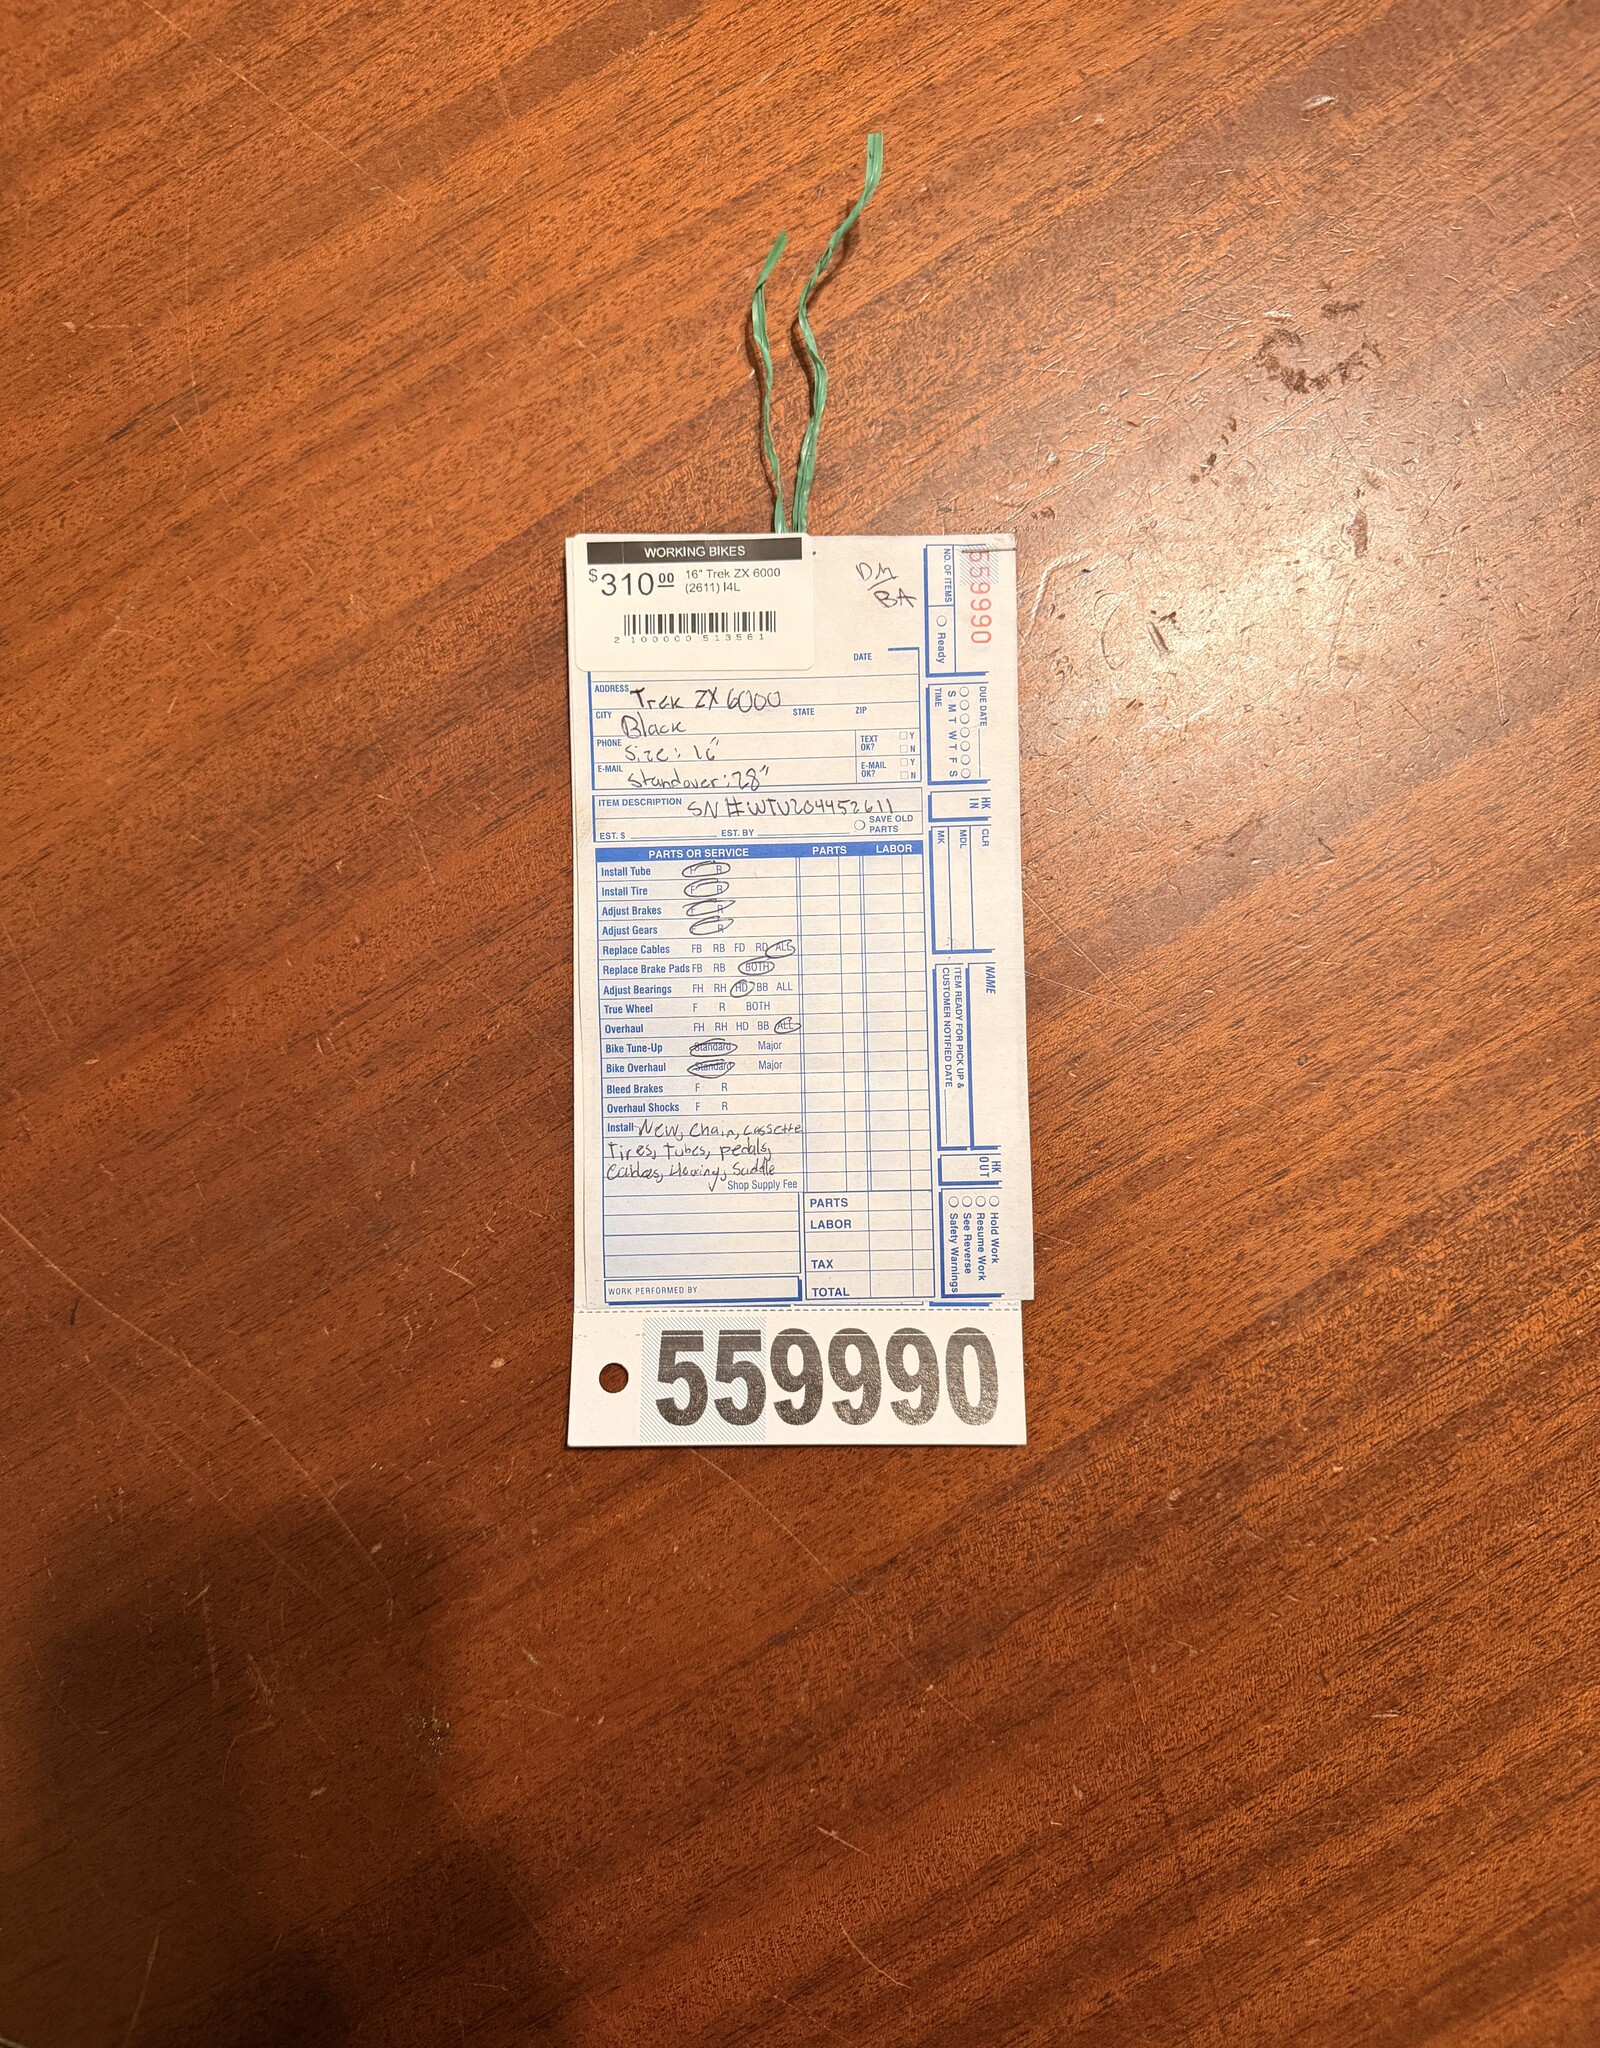 WORKING BIKES
$310.00 16" Trek ZX 6000
(2611) I4L
2 100000 513581
DM
BA
DATE
ADDRESS Trek ZX 6000
CITY Black STATE ZIP
PHONE Size: 16" TEXT OK? Y N
E-MAIL Standover: 28" E-MAIL OK? Y N
ITEM DESCRIPTION SN#WTU204452611
EST. $ EST. BY SAVE OLD PARTS
PARTS OR SERVICE PARTS LABOR
Install Tube F R
Install Tire F R
Adjust Brakes F R
Adjust Gears F R
Replace Cables FB RB FD RD ALL
Replace Brake Pads FB RB BOTH
Adjust Bearings FH RH HD BB ALL
True Wheel F R BOTH
Overhaul FH RH HD BB ALL
Bike Tune-Up Standard Major
Bike Overhaul Standard Major
Bleed Brakes F R
Overhaul Shocks F R
Install New, chain, cassette
Tires, Tubes, pedals,
Cables, Housing, Saddle
Shop Supply Fee
PARTS
LABOR
TAX
WORK PERFORMED BY TOTAL
559990
559990
NO. OF ITEMS
Ready
DUE DATE
S M T W T F S
TIME
HK IN
CLR
MDL
MK
NAME
ITEM READY FOR PICK UP &
CUSTOMER NOTIFIED DATE
HK OUT
Hold Work
Resume Work
See Reverse
Safety Warnings